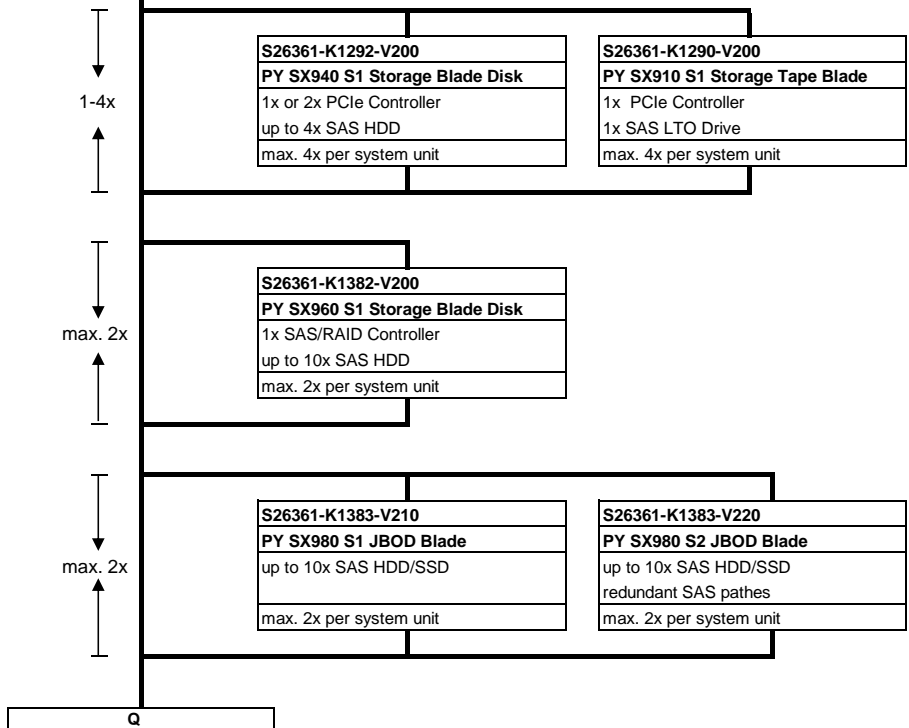 1-4x
S26361-K1292-V200
PY SX940 S1 Storage Blade Disk
1x or 2x PCIe Controller
up to 4x SAS HDD
max. 4x per system unit
S26361-K1290-V200
PY SX910 S1 Storage Tape Blade
1x  PCIe Controller
1x SAS LTO Drive
max. 4x per system unit
max. 2x
S26361-K1382-V200
PY SX960 S1 Storage Blade Disk
1x SAS/RAID Controller
up to 10x SAS HDD
max. 2x per system unit
max. 2x
S26361-K1383-V210
PY SX980 S1 JBOD Blade
up to 10x SAS HDD/SSD
max. 2x per system unit
S26361-K1383-V220
PY SX980 S2 JBOD Blade
up to 10x SAS HDD/SSD
redundant SAS pathes
max. 2x per system unit
Q